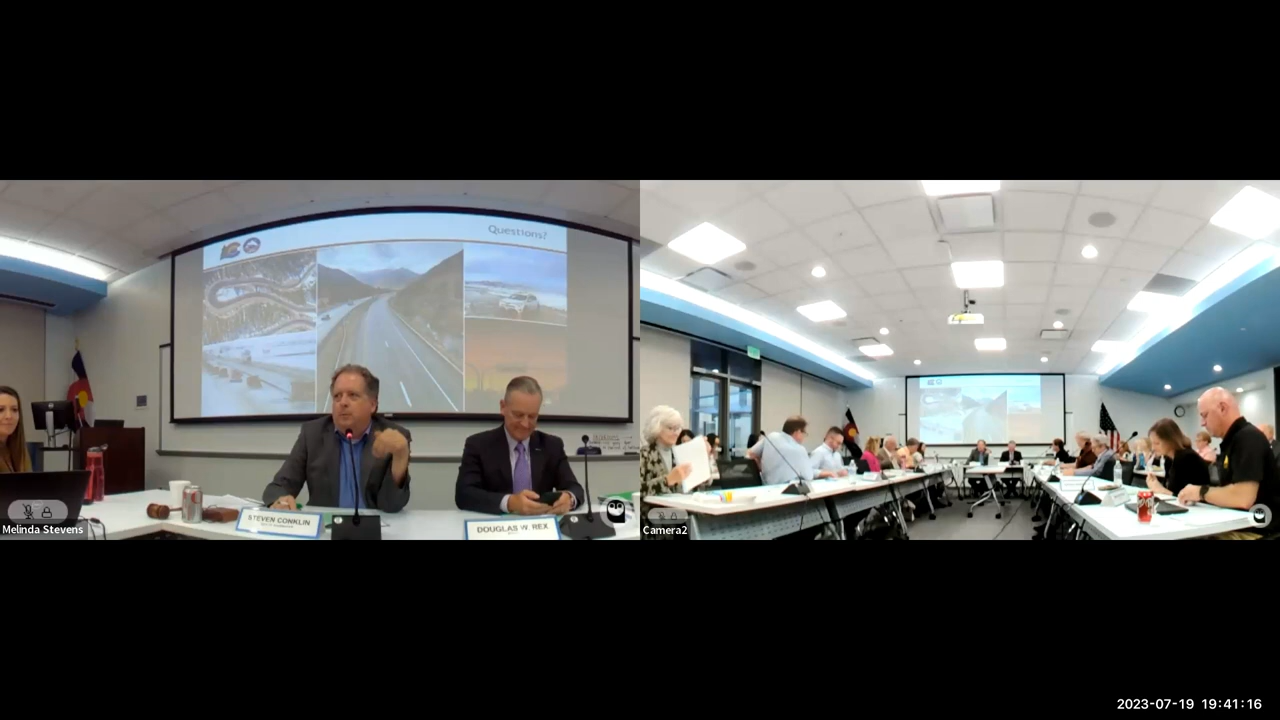 Questions?
STEVEN CONKLIN
DOUGLAS W. REX
Melinda Stevens
Camera2
2023-07-19 19:41:16